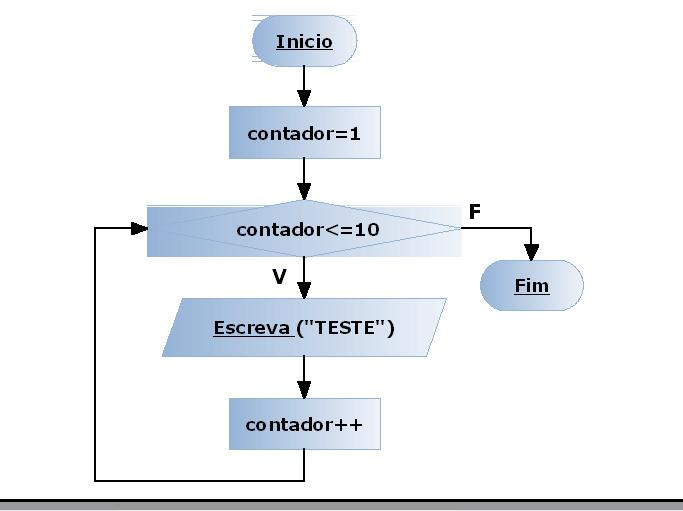 Inicio
contador=1
contador<=10
F
V
Fim
Escreva ("TESTE")
contador++